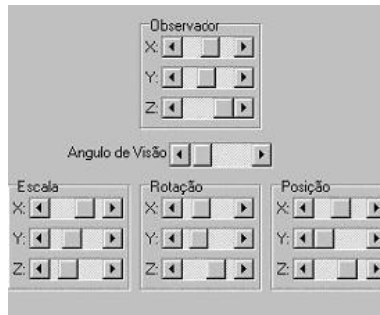 Observador
X:
Y:
Z:
Angulo de Visão
Escala
X:
Y:
Z:
Rotação
X:
Y:
Z:
Posição
X:
Y:
Z: